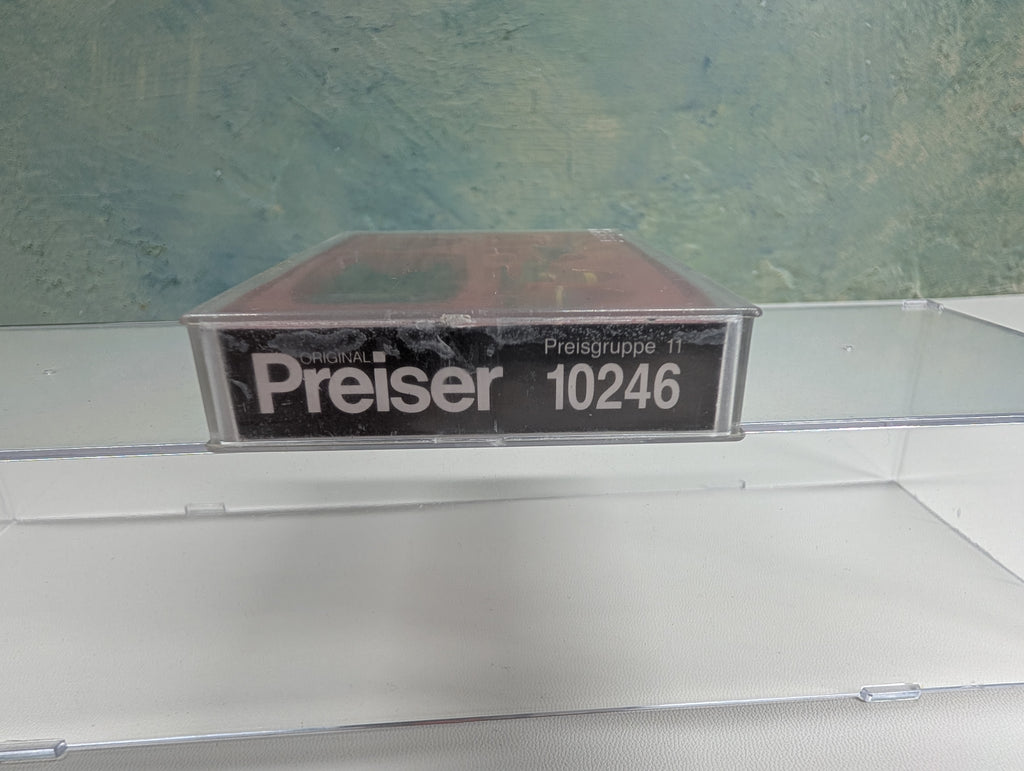 ORIGINAL
Preiser
Preisgruppe 11
10246